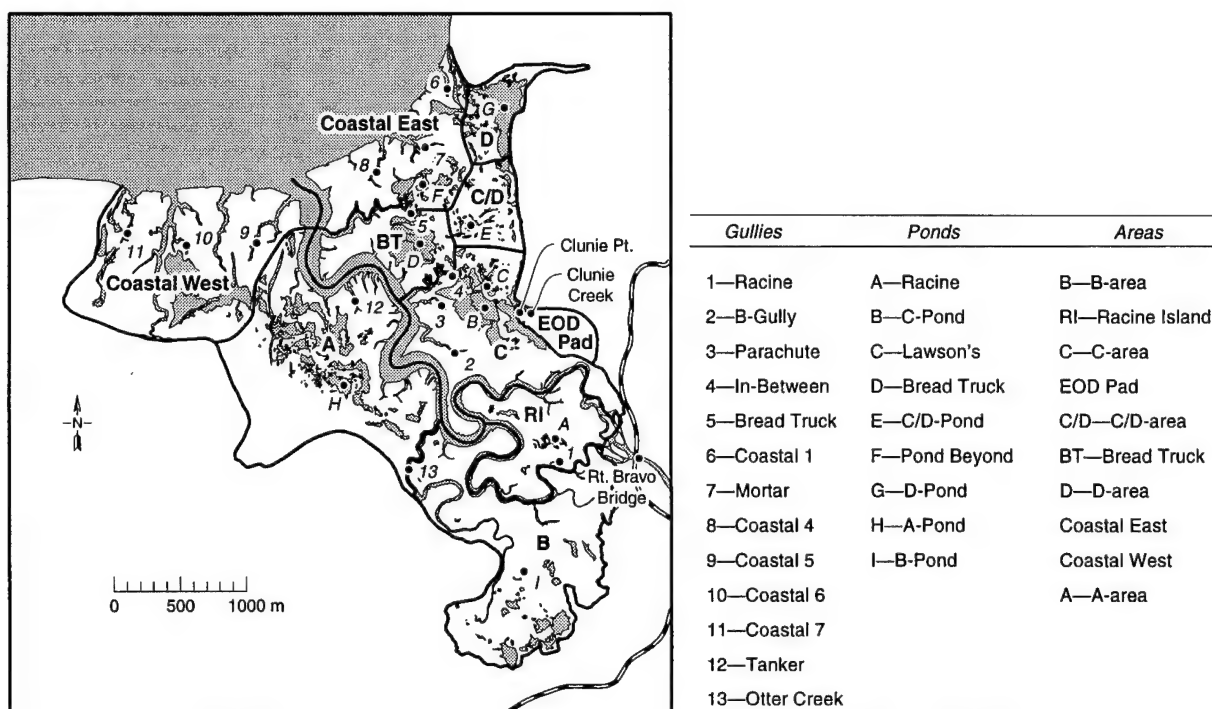 6
G
Coastal East
D
7
8
F
C/D
5
E
11
10
9
BT
D
Clunie Pt.
C
Clunie
Creek
Coastal West
4
12
3
B
EOD
Pad
A
C
2
H
-N-
RI
A
1
13
Rt. Bravo
Bridge
B
I
0 500 1000 m
Gullies Ponds Areas
1—Racine A—Racine B—B-area
2—B-Gully B—C-Pond RI—Racine Island
3—Parachute C—Lawson's C—C-area
4—In-Between D—Bread Truck EOD Pad
5—Bread Truck E—C/D-Pond C/D—C/D-area
6—Coastal 1 F—Pond Beyond BT—Bread Truck
7—Mortar G—D-Pond D—D-area
8—Coastal 4 H—A-Pond Coastal East
9—Coastal 5 I—B-Pond Coastal West
10—Coastal 6 A—A-area
11—Coastal 7
12—Tanker
13—Otter Creek